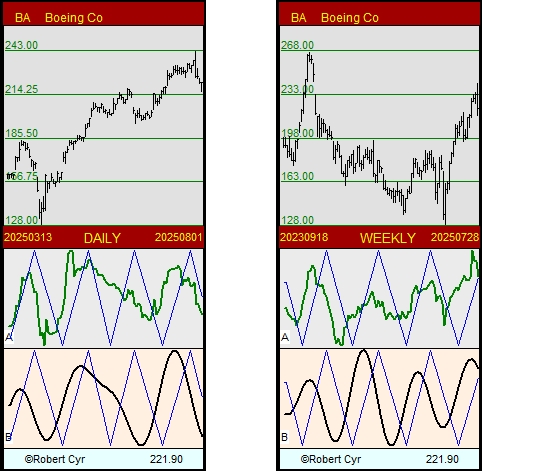 BA Boeing Co
243.00
214.25
185.50
156.75
128.00
20250313 DAILY 20250801
A
B
©Robert Cyr 221.90
BA Boeing Co
268.00
233.00
198.00
163.00
128.00
20230918 WEEKLY 20250728
A
B
©Robert Cyr 221.90